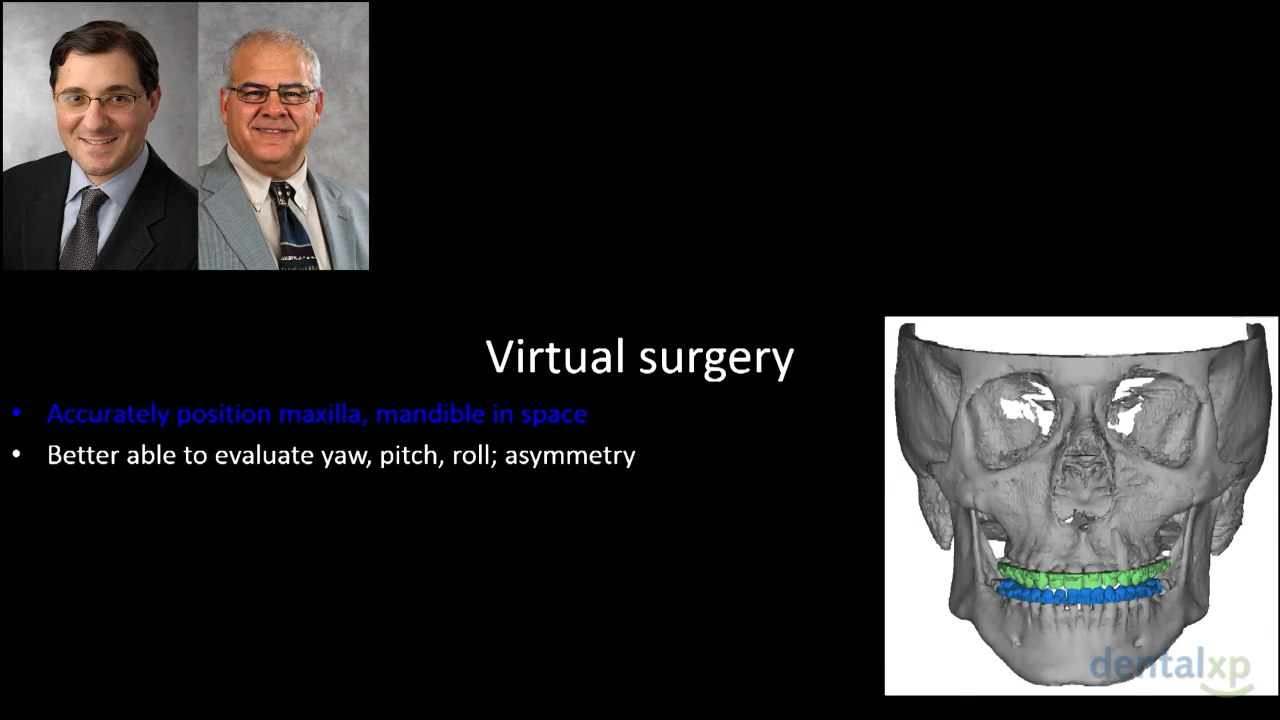 Virtual surgery
• Accurately position maxilla, mandible in space
• Better able to evaluate yaw, pitch, roll; asymmetry
dentalxp